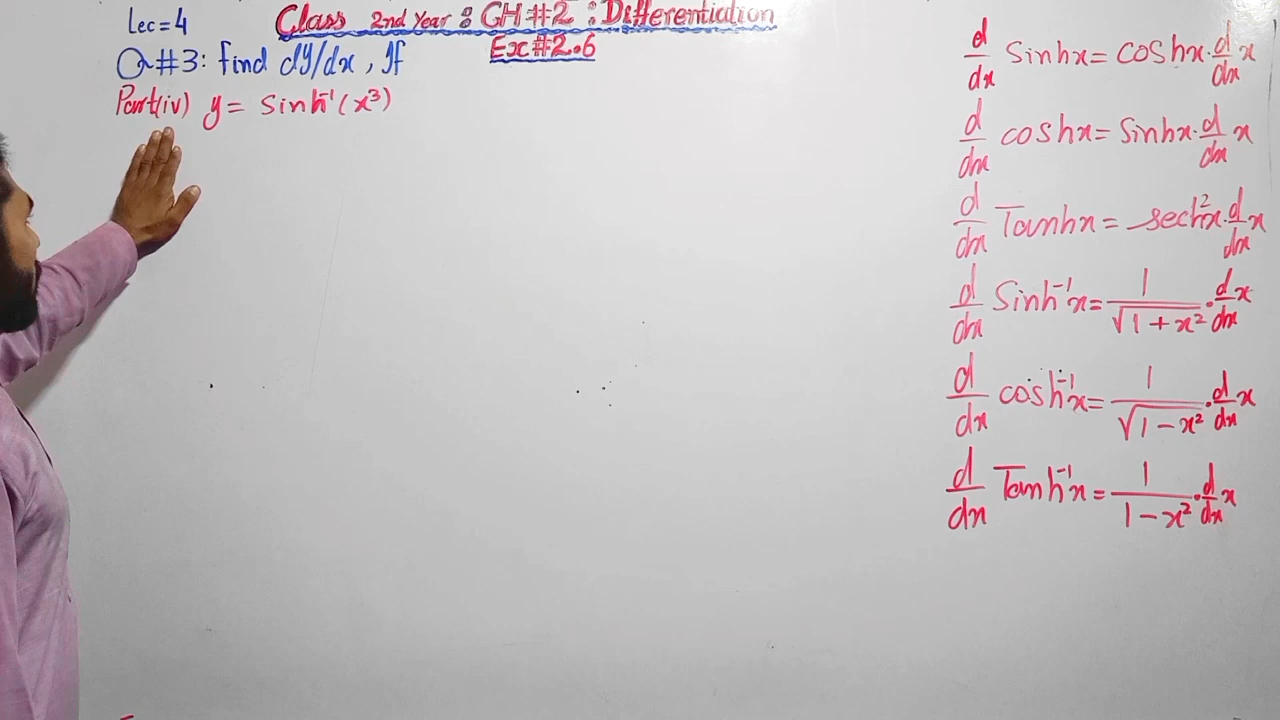 Lec=4
Class 2nd Year : CH#2 : Differentiation
Ex#2.6
Q#3: Find dy/dx, If
Part(iv) y = Sinh⁻¹(x³)
d/dx Sinhx = coshx · d/dx x
d/dx coshx = Sinhx · d/dx x
d/dx Tanhx = sech²x · d/dx x
d/dx Sinh⁻¹x = 1/√(1+x²) · d/dx x
d/dx cosh⁻¹x = 1/√(1-x²) · d/dx x
d/dx Tanh⁻¹x = 1/(1-x²) · d/dx x